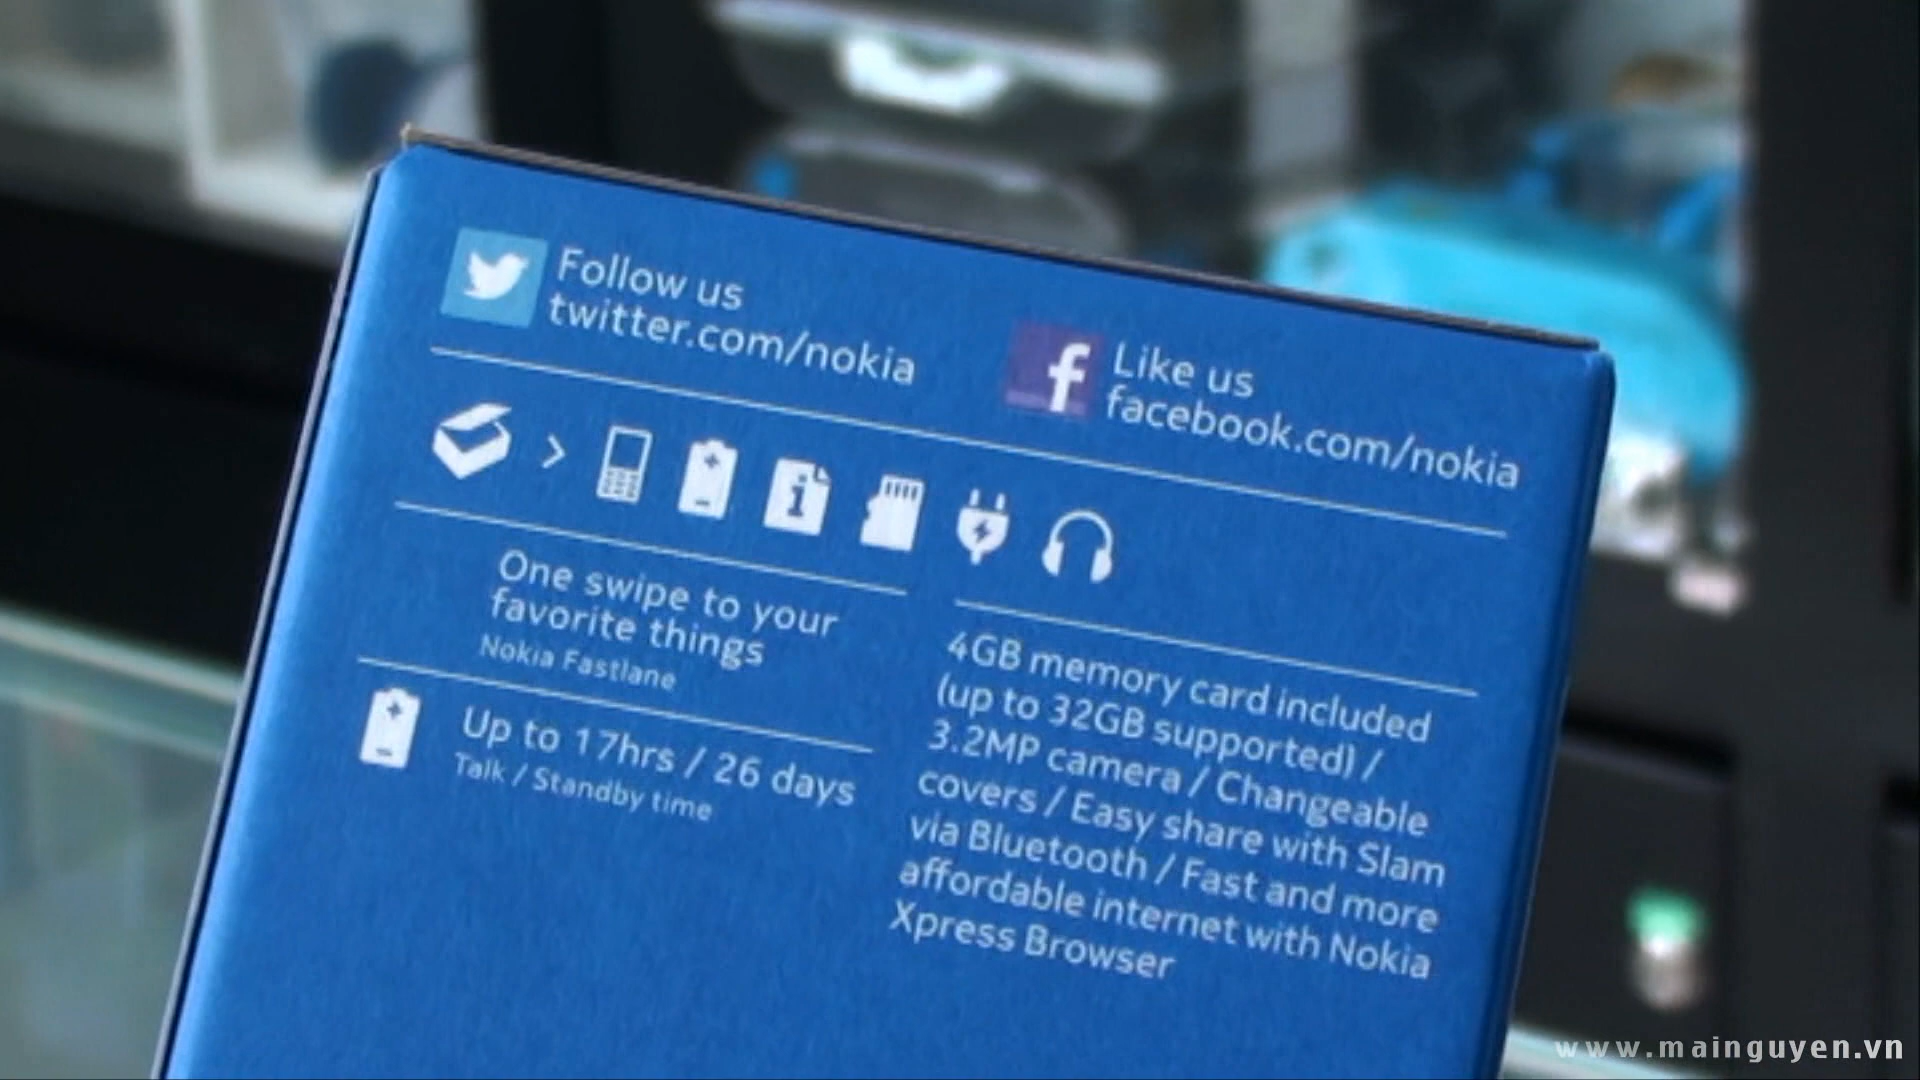 Follow us
twitter.com/nokia
f
Like us
facebook.com/nokia
One swipe to your
favorite things
Nokia Fastlane
Up to 17hrs / 26 days
Talk / Standby time
4GB memory card included
(up to 32GB supported) /
3.2MP camera / Changeable
covers / Easy share with Slam
via Bluetooth / Fast and more
affordable internet with Nokia
Xpress Browser
www.mainguyen.vn